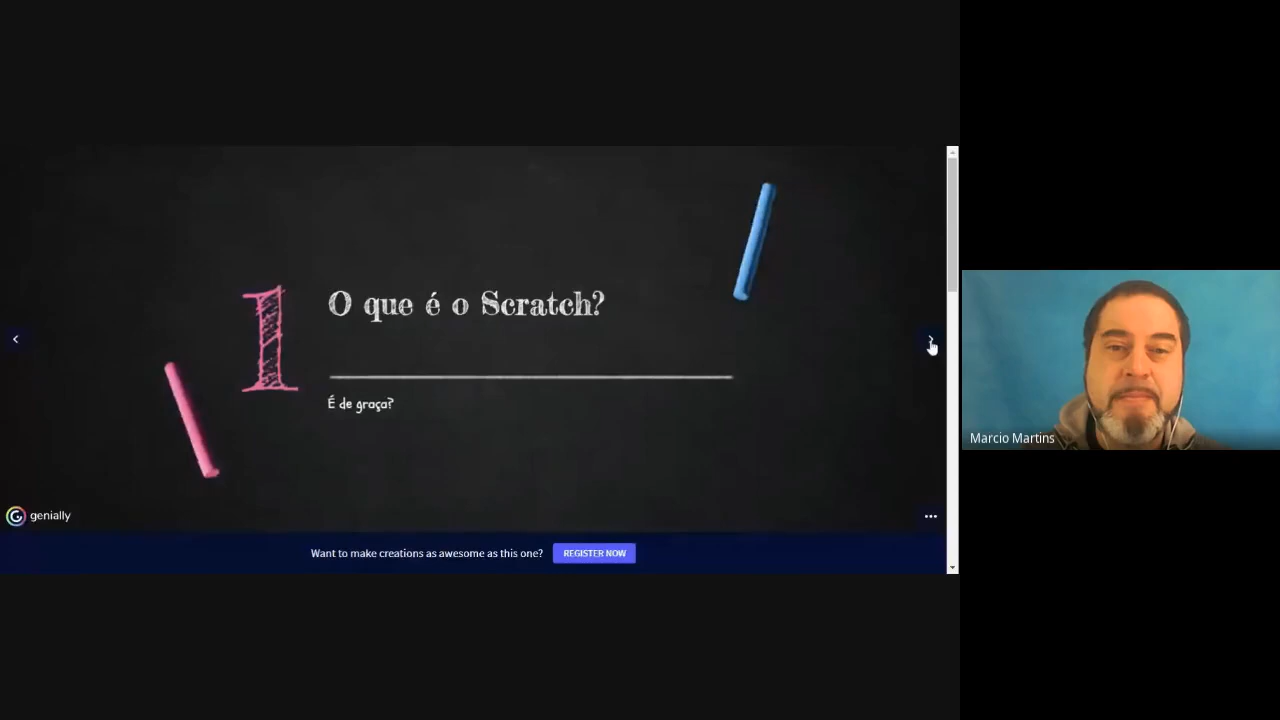 1
O que é o Scratch?
É de graça?
genially
Want to make creations as awesome as this one? REGISTER NOW
Marcio Martins